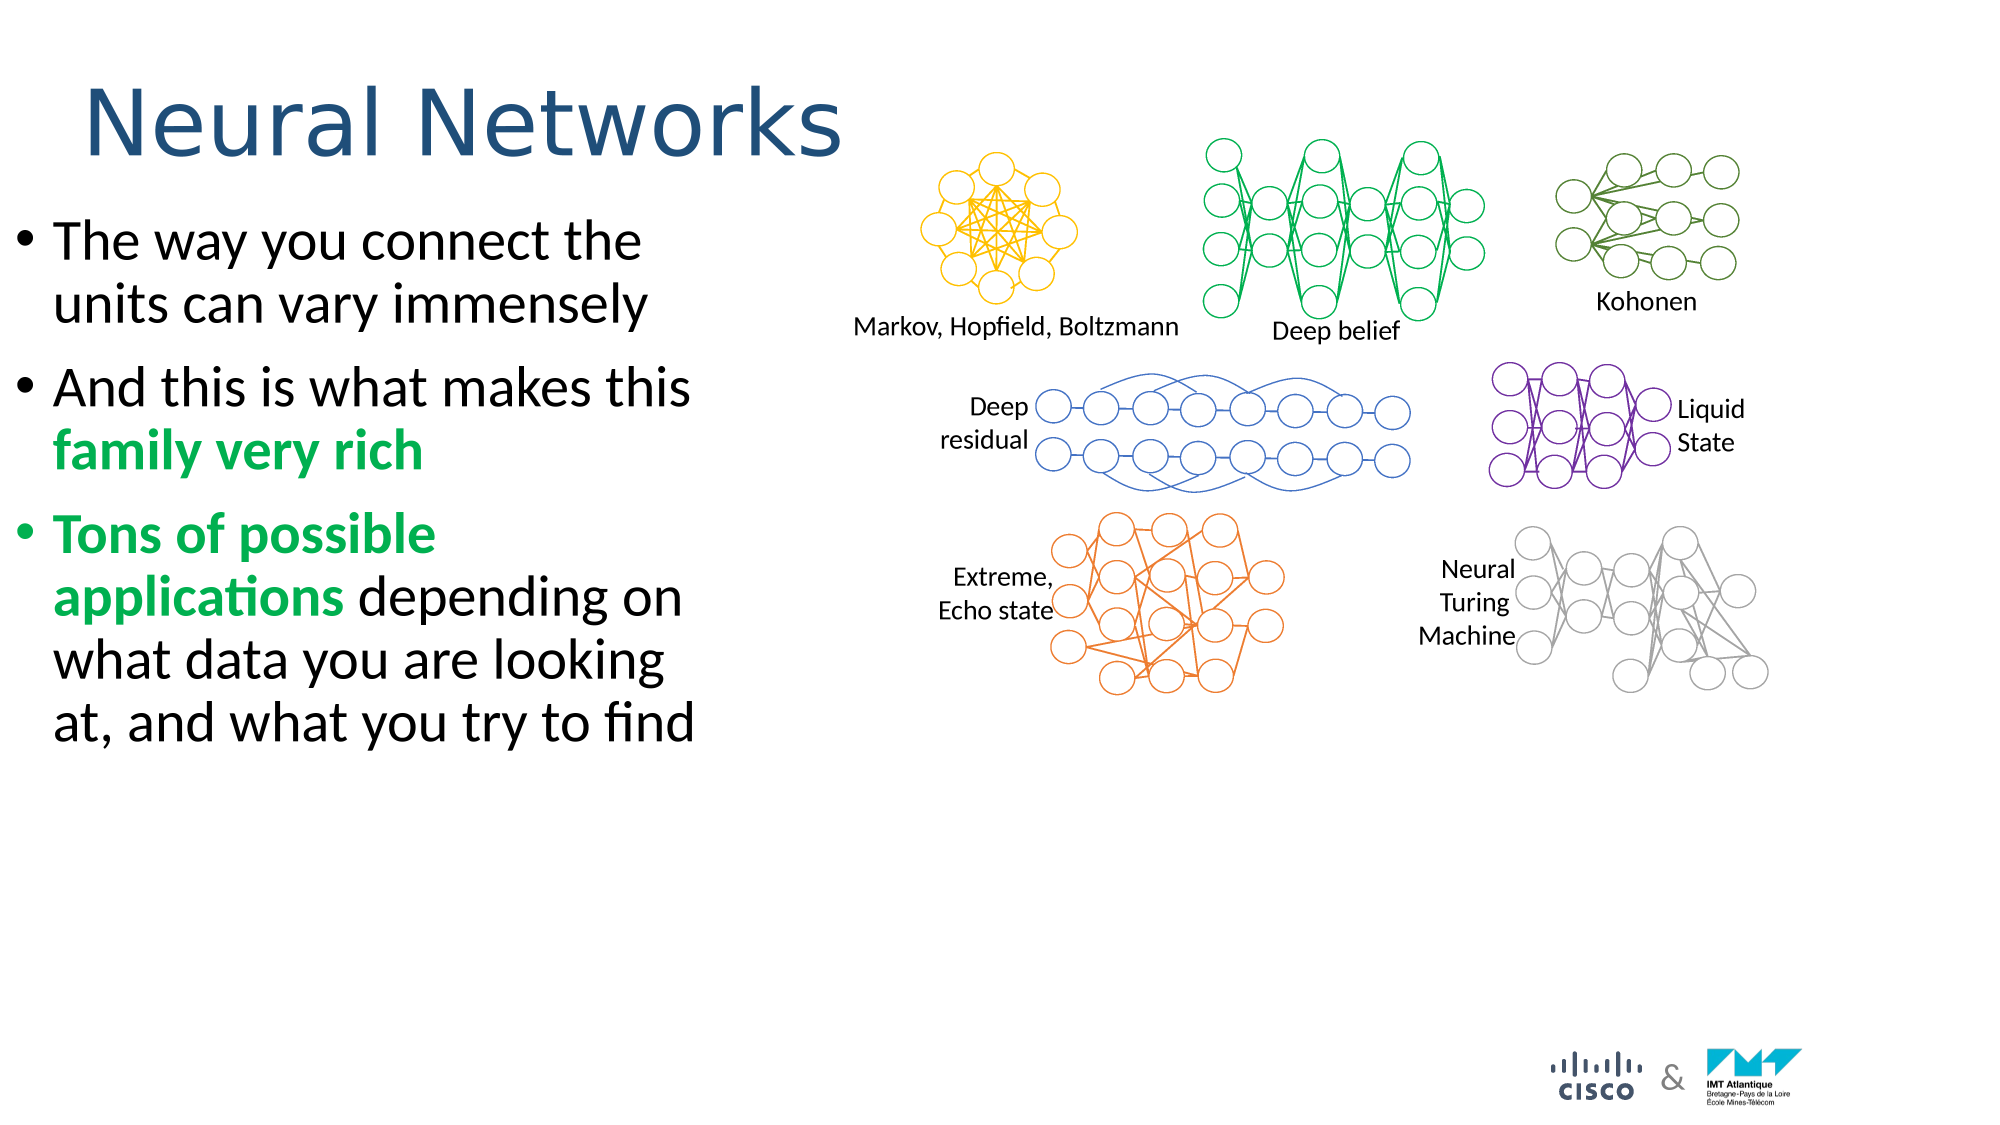 Neural Networks
• The way you connect the
units can vary immensely
• And this is what makes this
family very rich
• Tons of possible
applications depending on
what data you are looking
at, and what you try to find
Markov, Hopfield, Boltzmann
Deep belief
Kohonen
Deep
residual
Liquid
State
Extreme,
Echo state
Neural
Turing
Machine
CISCO
&
IMT Atlantique
Bretagne-Pays de la Loire
École Mines-Télécom